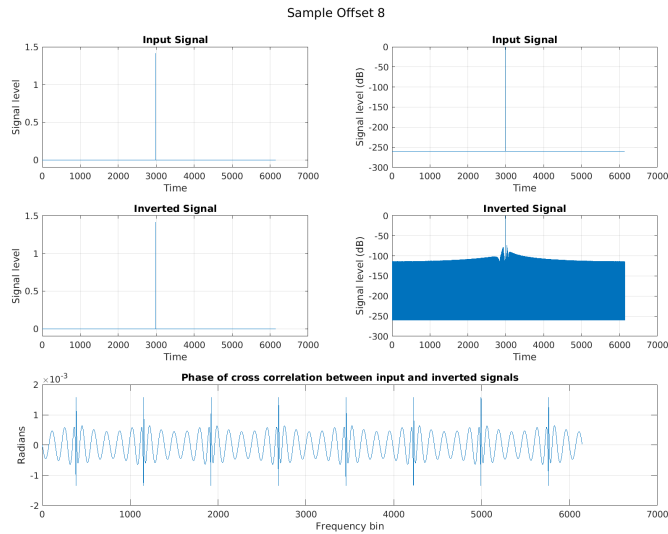 Sample Offset 8
Input Signal
1.5
1
0.5
0
Signal level
0 1000 2000 3000 4000 5000 6000 7000
Time
Input Signal
0
-50
-100
-150
-200
-250
-300
Signal level (dB)
0 1000 2000 3000 4000 5000 6000 7000
Time
Inverted Signal
1.5
1
0.5
0
Signal level
0 1000 2000 3000 4000 5000 6000 7000
Time
Inverted Signal
0
-50
-100
-150
-200
-250
-300
Signal level (dB)
0 1000 2000 3000 4000 5000 6000 7000
Time
Phase of cross correlation between input and inverted signals
×10⁻³
2
1
0
-1
-2
Radians
0 1000 2000 3000 4000 5000 6000 7000
Frequency bin